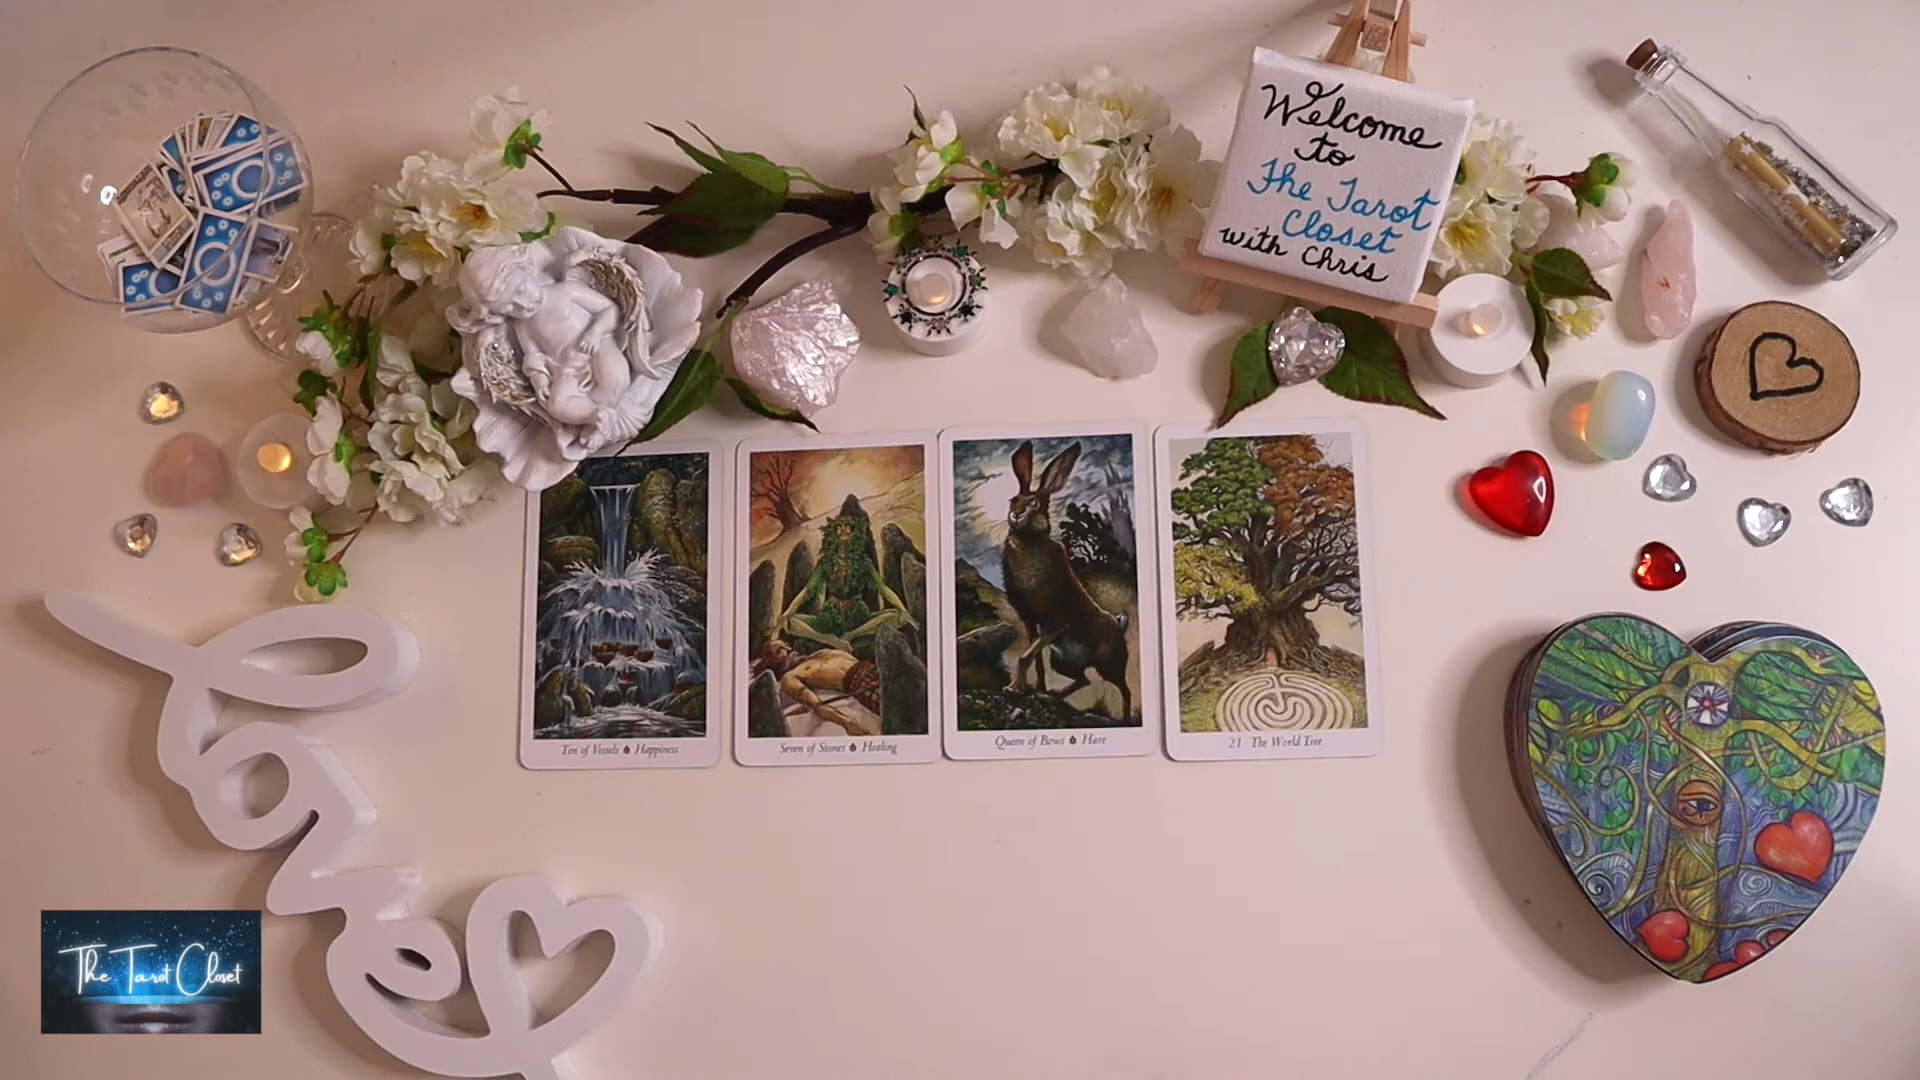 Welcome
to
The Tarot
Closet
with Chris
Ten of Vessels Happiness
Seven of Stones Healing
Queen of Bows Hare
21 The World Tree
love
The Tarot Closet